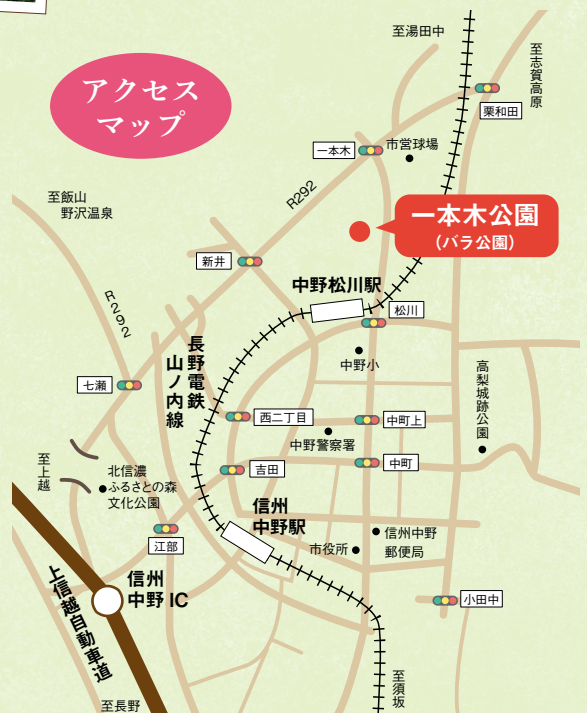 アクセス
マップ
至湯田中
至志賀高原
栗和田
一本木
市営球場
R292
至飯山
野沢温泉
一本木公園
（バラ公園）
新井
中野松川駅
松川
R292
長野電鉄
山ノ内線
中野小
七瀬
高梨城跡公園
西二丁目
中町上
中野警察署
至上越
北信濃
ふるさとの森
文化公園
吉田
中町
信州
中野駅
江部
市役所
信州中野
郵便局
上信越自動車道
信州
中野IC
小田中
至須坂
至長野